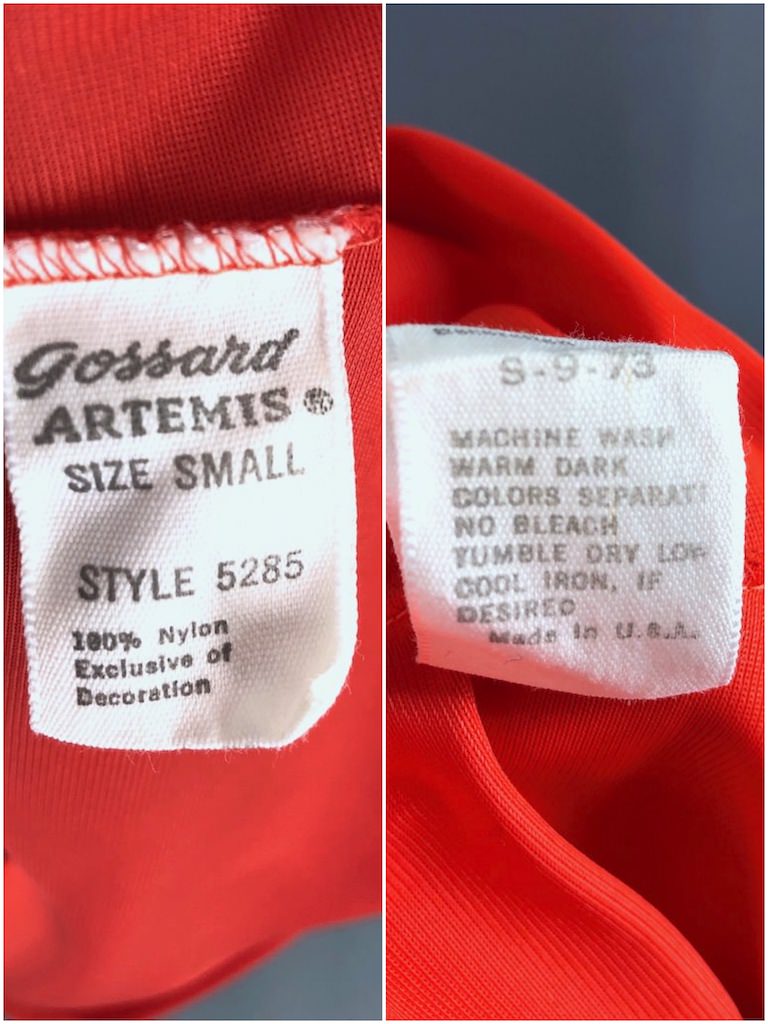 Gossard
ARTEMIS®
SIZE SMALL
STYLE 5285
100% Nylon
Exclusive of
Decoration
S-9-73
MACHINE WASH
WARM DARK
COLORS SEPARAT
NO BLEACH
TUMBLE DRY LOW
COOL IRON, IF
DESIRED
Made in U.S.A.